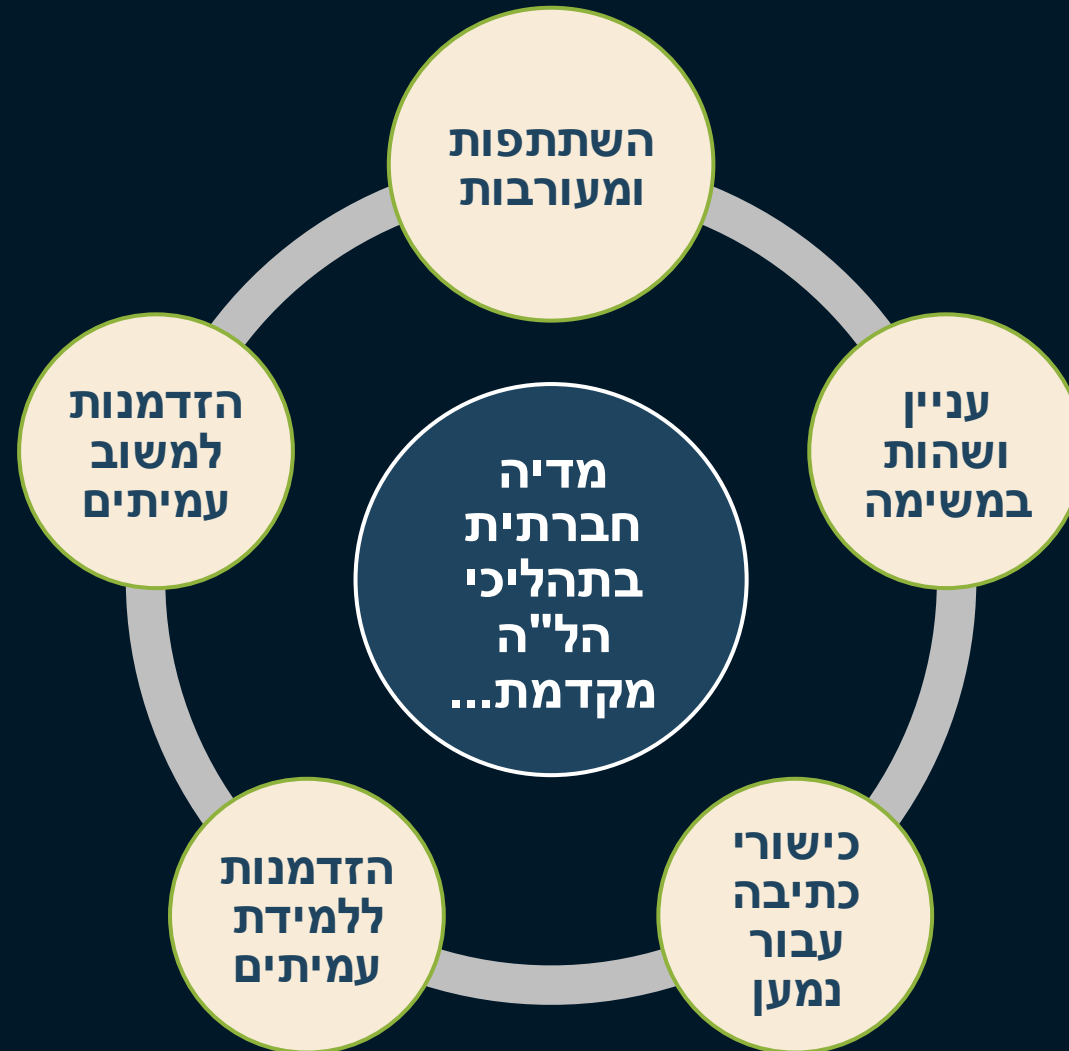 השתתפות
ומעורבות
עניין
ושהות
במשימה
כישורי
כתיבה
עבור
נמען
הזדמנות
ללמידת
עמיתים
הזדמנות
למשוב
עמיתים
מדיה
חברתית
בתהליכי
הל"ה
מקדמת...